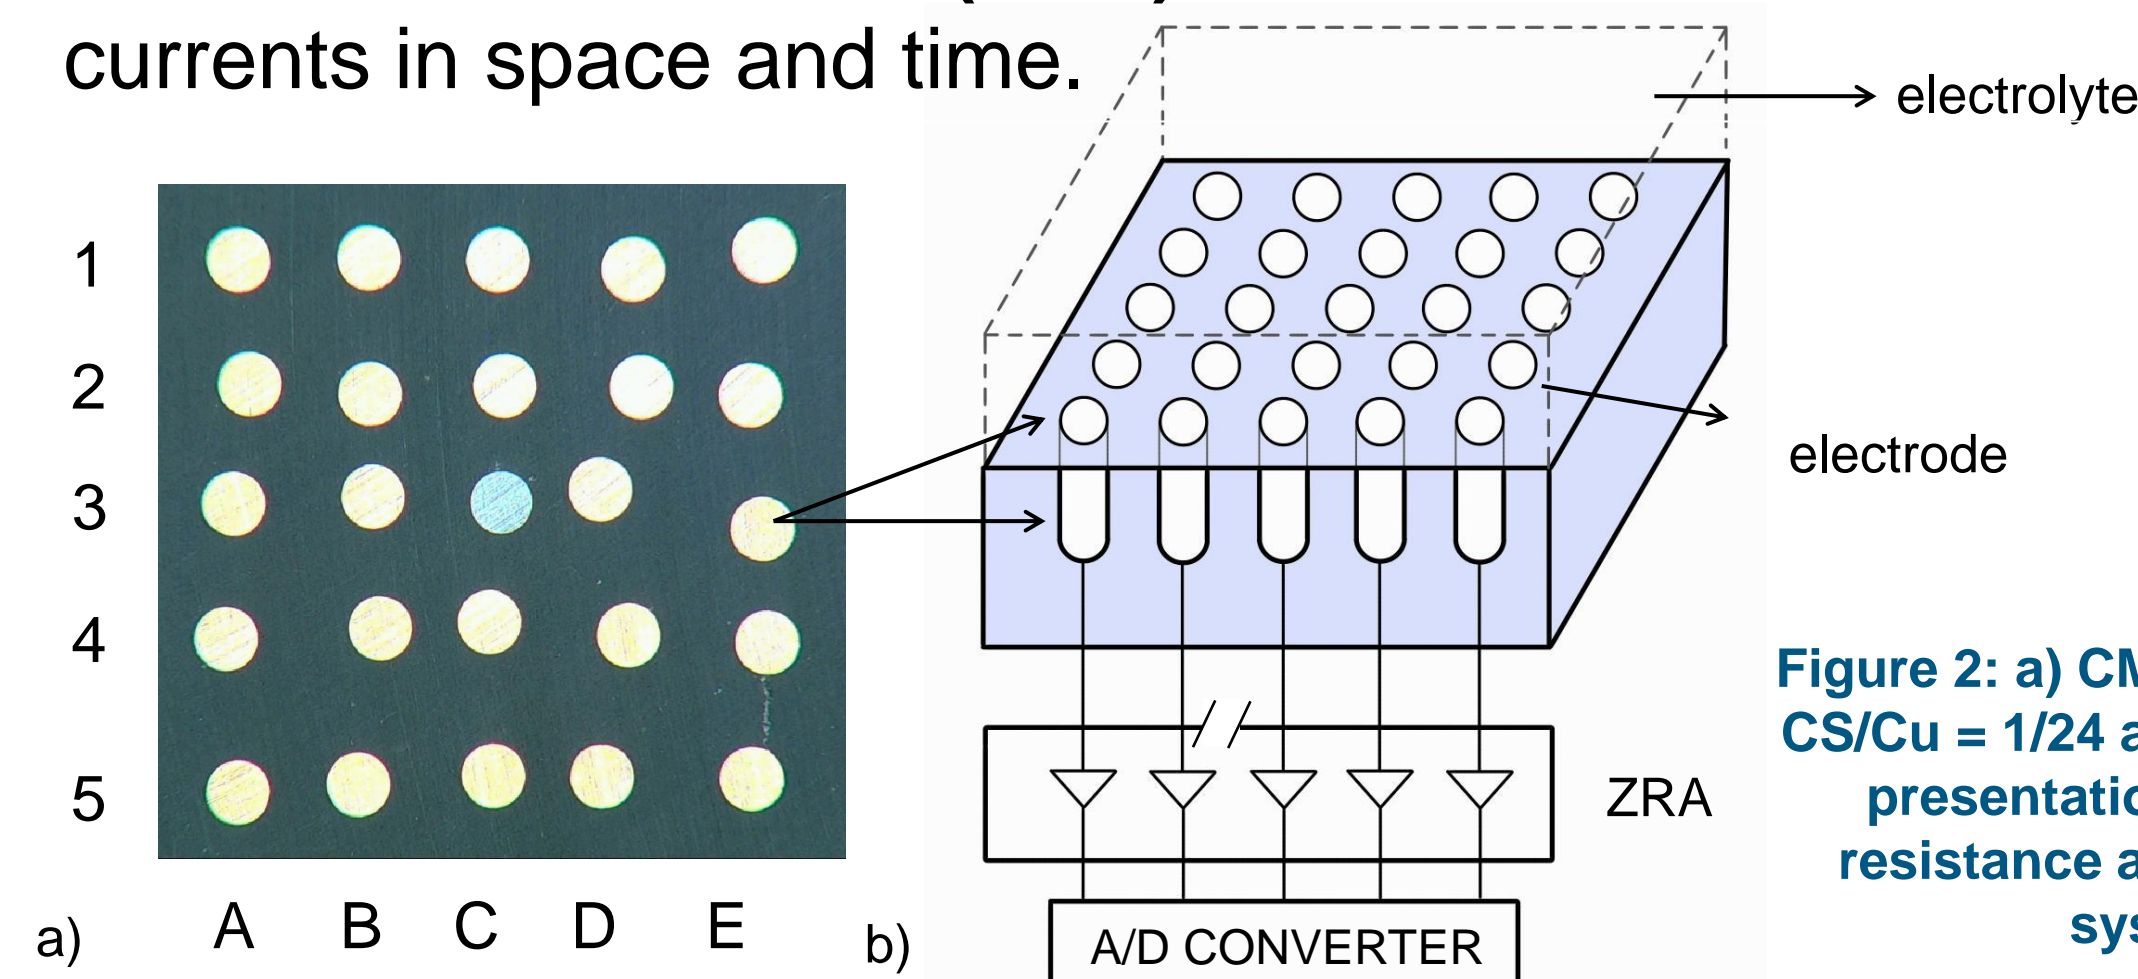 currents in space and time.
electrolyte
1
2
3
4
5
A B C D E
a)
electrode
ZRA
A/D CONVERTER
b)
Figure 2: a) CM
CS/Cu = 1/24 a
presentatio
resistance a
sys